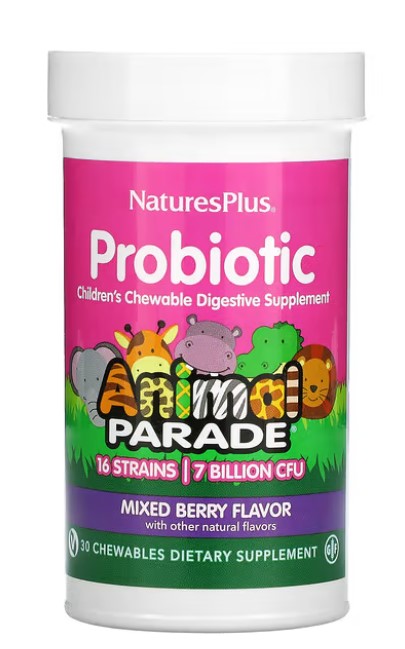 NaturesPlus®
Probiotic
Children's Chewable Digestive Supplement
Animal
PARADE®
16 STRAINS | 7 BILLION CFU
MIXED BERRY FLAVOR
with other natural flavors
V 30 CHEWABLES DIETARY SUPPLEMENT GF